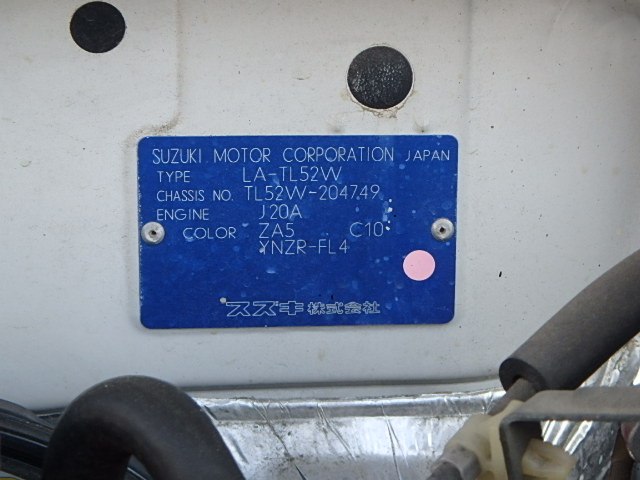 SUZUKI MOTOR CORPORATION JAPAN
TYPE LA-TL52W
CHASSIS NO. TL52W-204749
ENGINE J20A
COLOR ZA5 C10
YNZR-FL4
スズキ株式会社